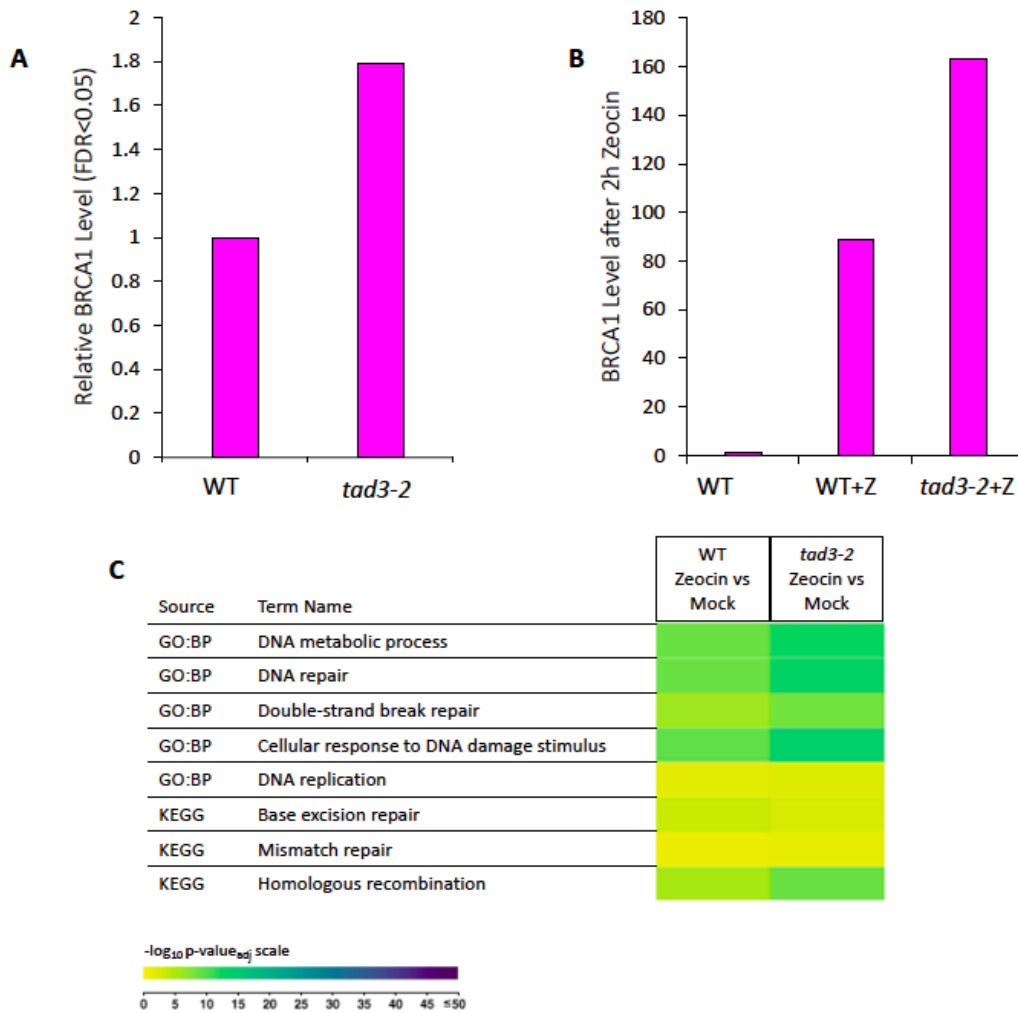 A
Relative BRCA1 Level (FDR<0.05)
2
1.8
1.6
1.4
1.2
1
0.8
0.6
0.4
0.2
0
WT
tad3-2
B
BRCA1 Level after 2h Zeocin
180
160
140
120
100
80
60
40
20
0
WT
WT+Z
tad3-2+Z
C
WT
Zeocin vs
Mock
tad3-2
Zeocin vs
Mock
Source Term Name
GO:BP DNA metabolic process
GO:BP DNA repair
GO:BP Double-strand break repair
GO:BP Cellular response to DNA damage stimulus
GO:BP DNA replication
KEGG Base excision repair
KEGG Mismatch repair
KEGG Homologous recombination
-log₁₀ p-valueadj scale
0 5 10 15 20 25 30 35 40 45 ≤50